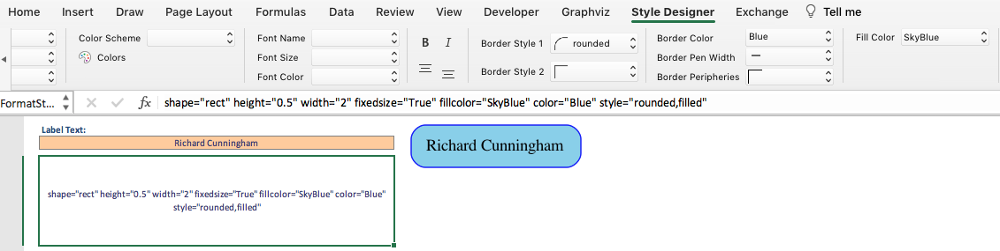 Home Insert Draw Page Layout Formulas Data Review View Developer Graphviz Style Designer Exchange Tell me
Color Scheme Font Name B I Border Style 1 rounded Border Color Blue Fill Color SkyBlue
Colors Font Size Border Pen Width
Font Color Border Style 2 Border Peripheries
FormatSt... fx shape="rect" height="0.5" width="2" fixedsize="True" fillcolor="SkyBlue" color="Blue" style="rounded,filled"
Label Text:
Richard Cunningham
Richard Cunningham
shape="rect" height="0.5" width="2" fixedsize="True" fillcolor="SkyBlue" color="Blue"
style="rounded,filled"